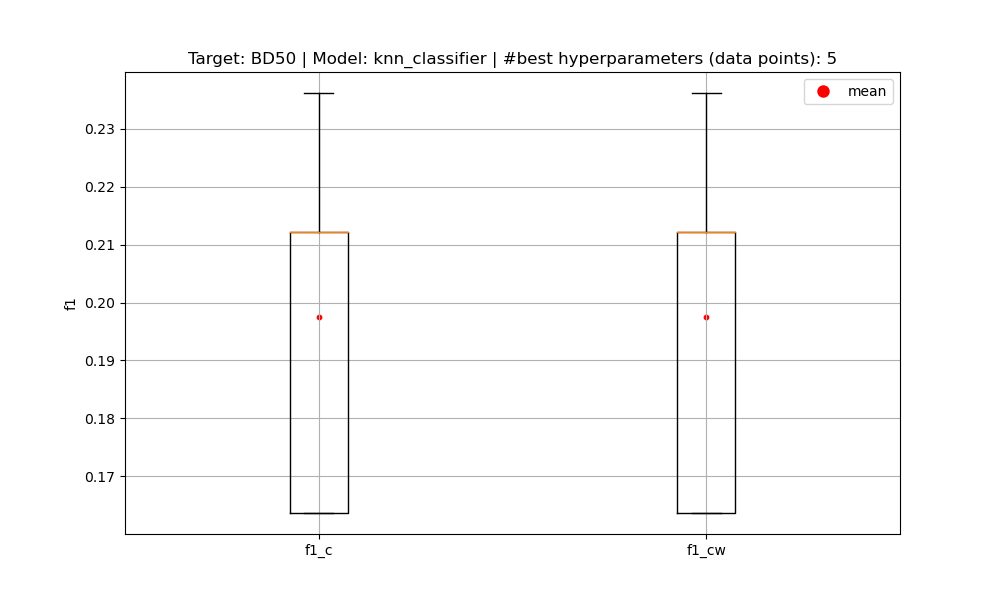 Target: BD50 | Model: knn_classifier | #best hyperparameters (data points): 5
mean
0.23
0.22
0.21
0.20
0.19
0.18
0.17
f1
f1_c
f1_cw